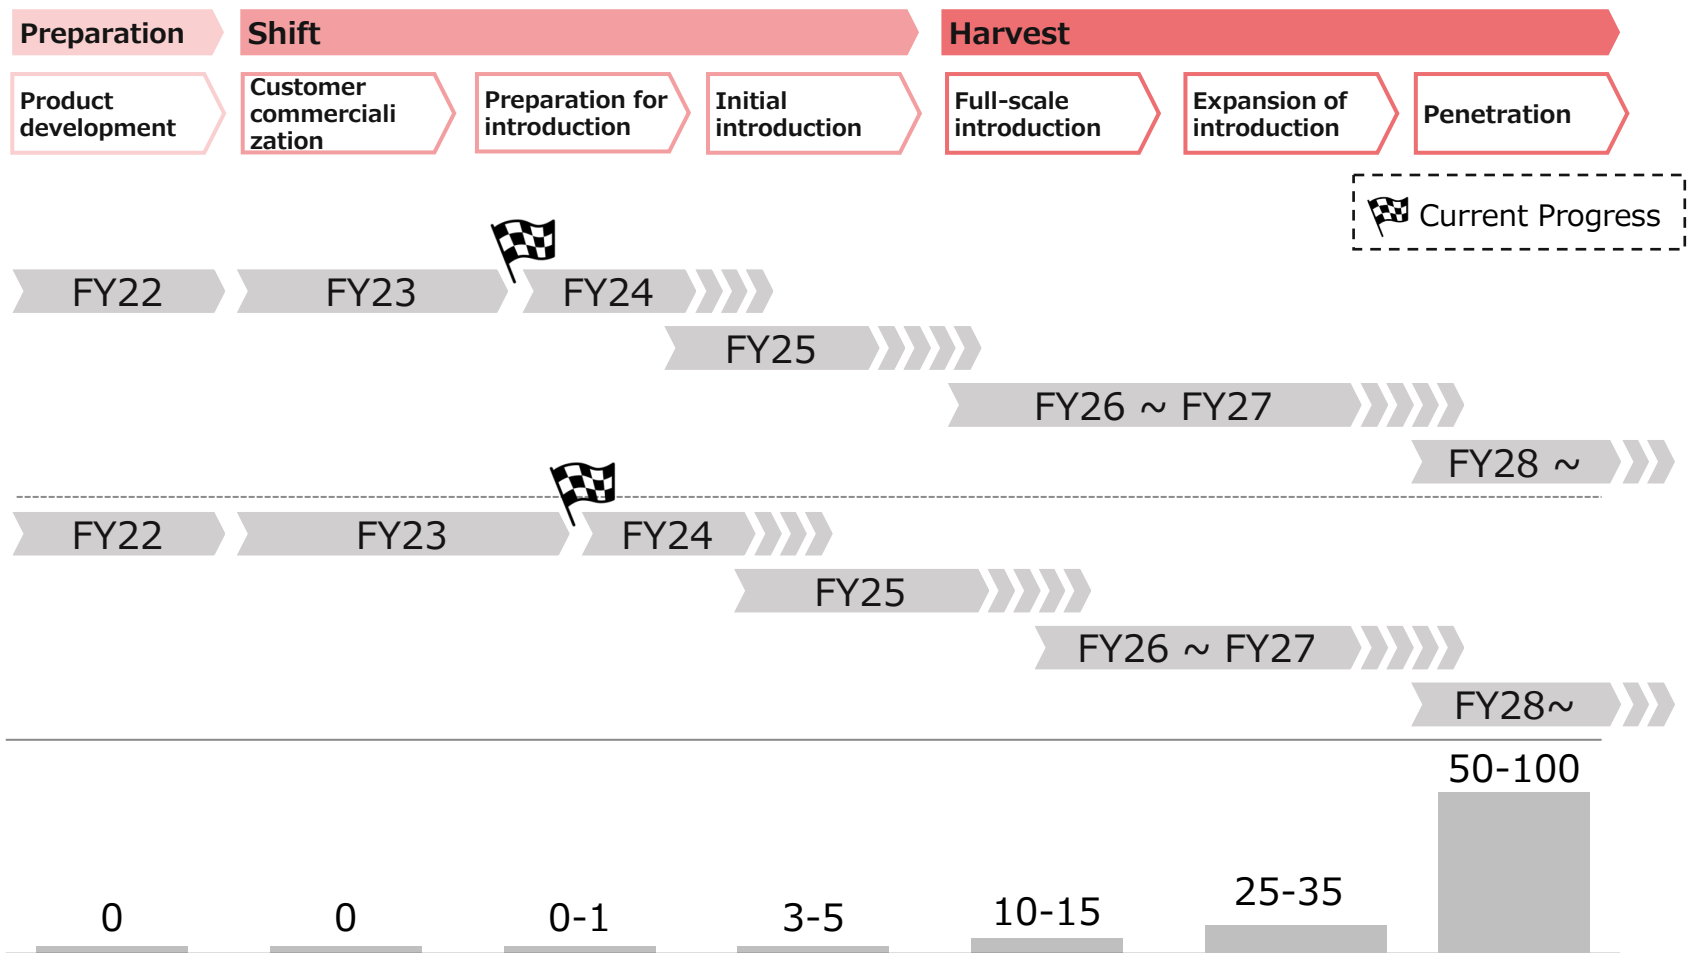 Preparation
Shift
Harvest
Product
development
Customer
commerciali
zation
Preparation for
introduction
Initial
introduction
Full-scale
introduction
Expansion of
introduction
Penetration
Current Progress
FY22
FY23
FY24
FY25
FY26 ~ FY27
FY28 ~
FY22
FY23
FY24
FY25
FY26 ~ FY27
FY28~
0
0
0-1
3-5
10-15
25-35
50-100